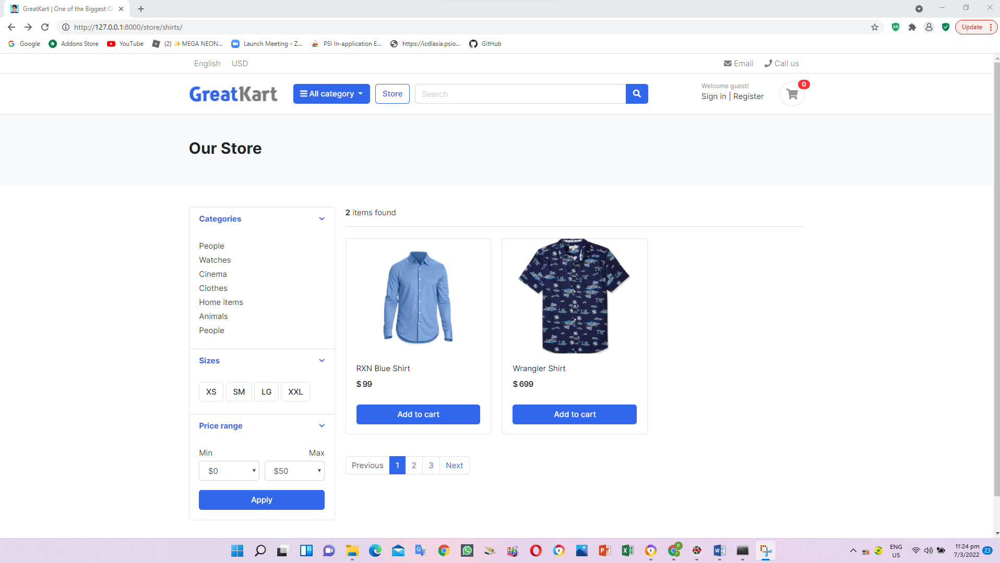 GreatKart | One of the Biggest O
http://127.0.0.1:8000/store/shirts/
Update
Google
Addons Store
YouTube
(2) ✨MEGA NEON...
Launch Meeting - Z...
PSI In-application E...
https://icdlasia.psio...
GitHub
English USD
Email Call us
GreatKart
All category
Store
Search
Welcome guest!
Sign in | Register
0
Our Store
Categories
People
Watches
Cinema
Clothes
Home items
Animals
People
Sizes
XS SM LG XXL
Price range
Min Max
$0 $50
Apply
2 items found
RXN Blue Shirt
$ 99
Add to cart
Wrangler Shirt
$ 699
Add to cart
Previous 1 2 3 Next
ENG
US
11:24 pm
7/3/2022
23